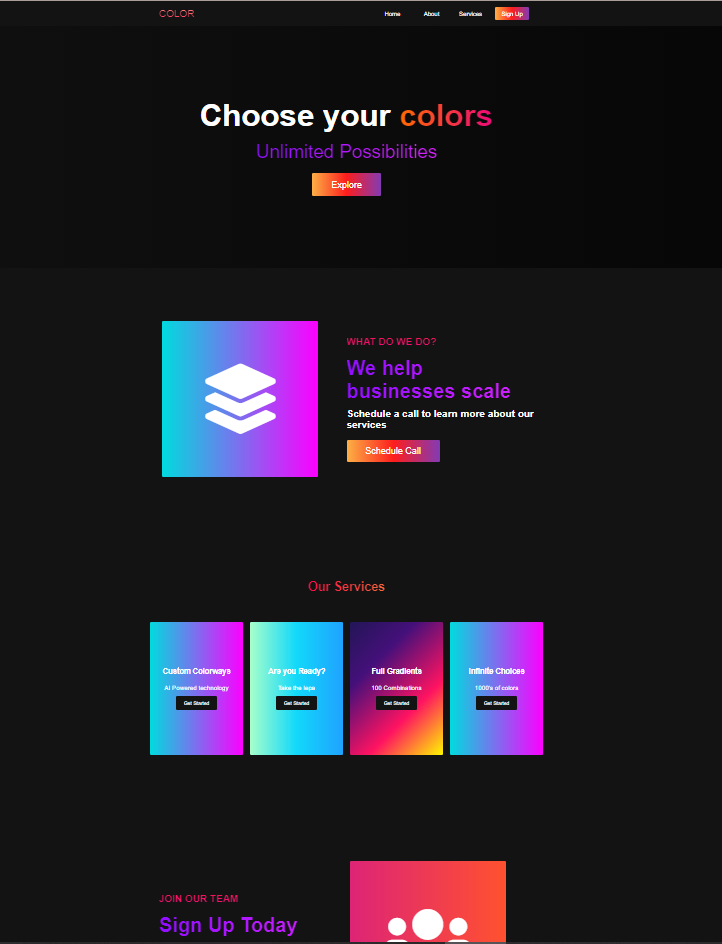 COLOR
Home About Services Sign Up
Choose your colors
Unlimited Possibilities
Explore
WHAT DO WE DO?
We help
businesses scale
Schedule a call to learn more about our
services
Schedule Call
Our Services
Custom Colorways
AI Powered technology
Get Started
Are you Ready?
Take the leap
Get Started
Full Gradients
100 Combinations
Get Started
Infinite Choices
1000's of colors
Get Started
JOIN OUR TEAM
Sign Up Today